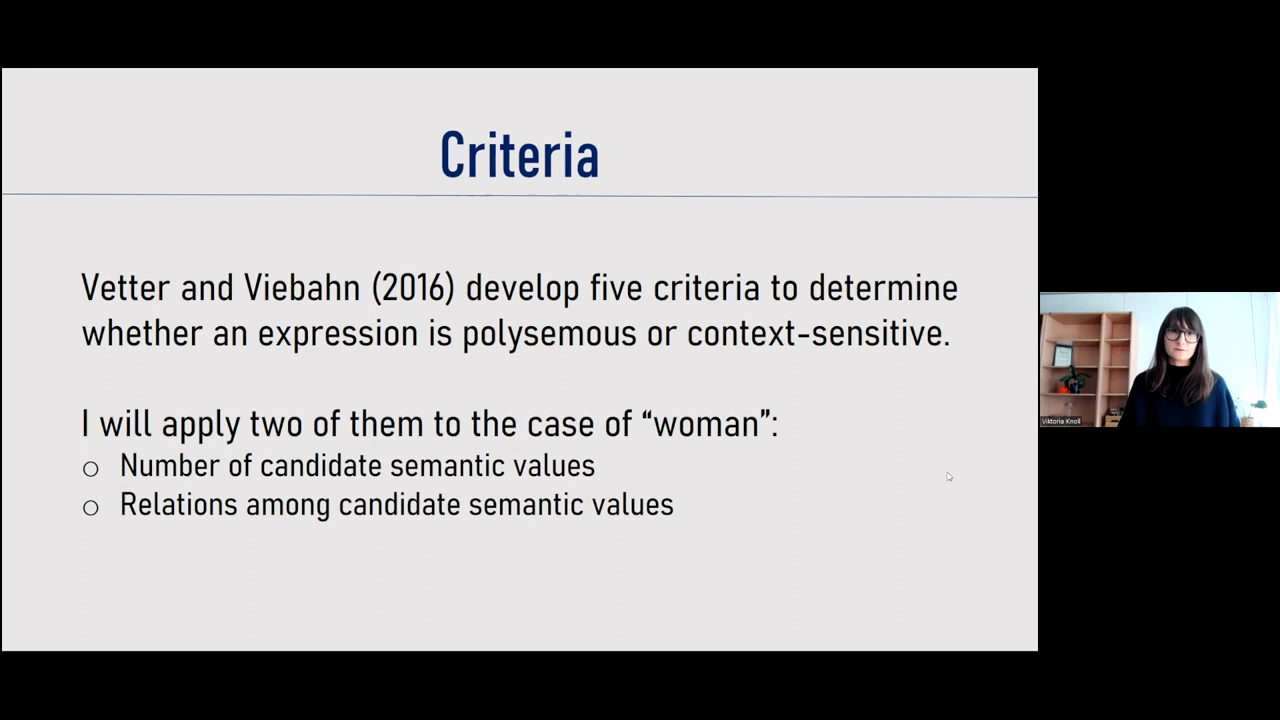 Criteria
Vetter and Viebahn (2016) develop five criteria to determine
whether an expression is polysemous or context-sensitive.
I will apply two of them to the case of “woman”:
○ Number of candidate semantic values
○ Relations among candidate semantic values
Viktoria Knoll